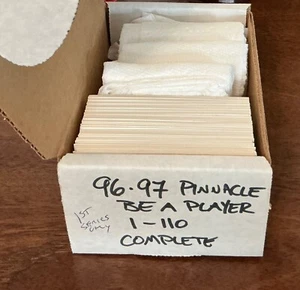 96-97 PINNACLE
BE A PLAYER
1-110
COMPLETE
1ST
SERIES
ONLY